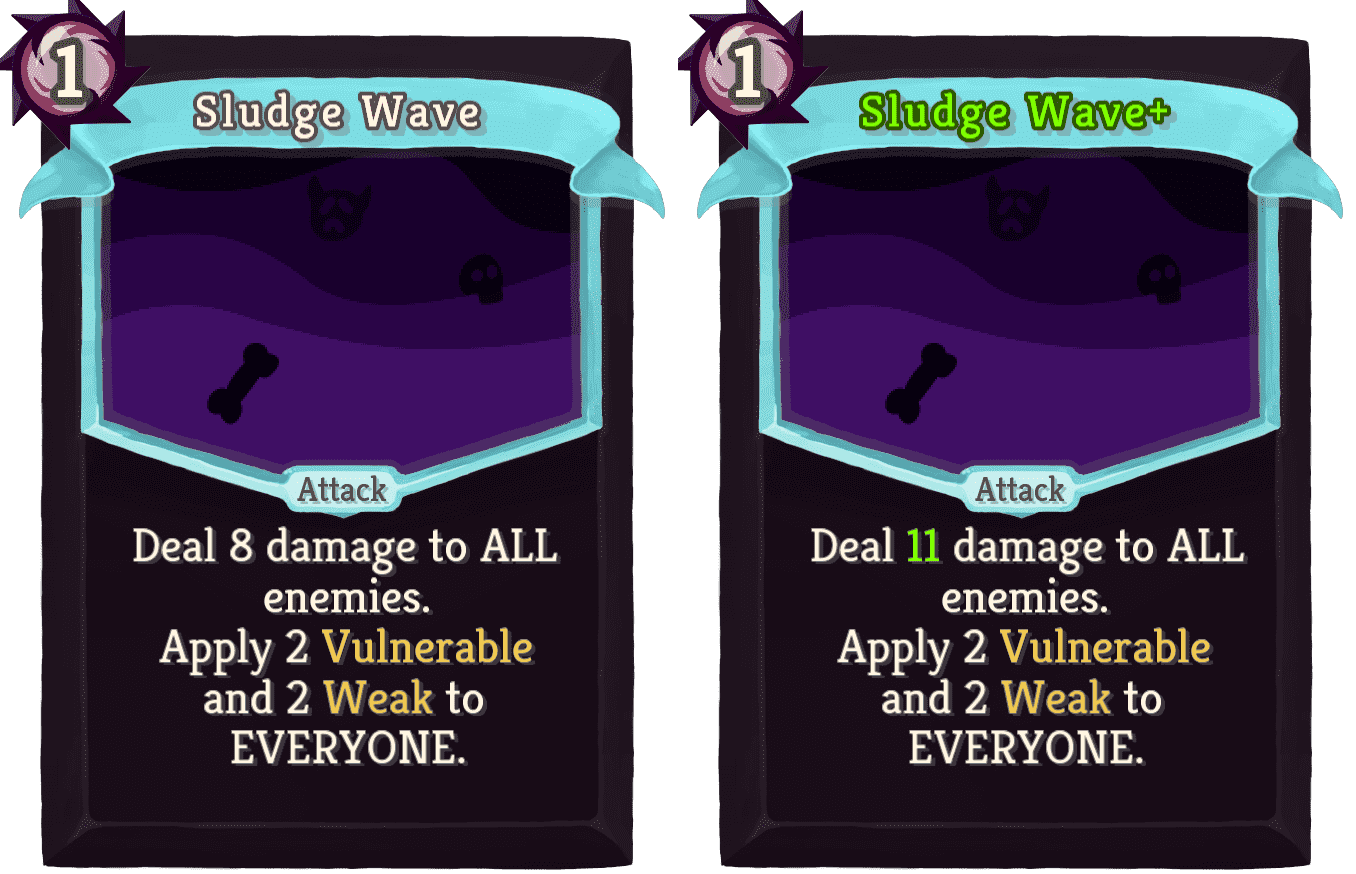 1
Sludge Wave
Attack
Deal 8 damage to ALL
enemies.
Apply 2 Vulnerable
and 2 Weak to
EVERYONE.
1
Sludge Wave+
Attack
Deal 11 damage to ALL
enemies.
Apply 2 Vulnerable
and 2 Weak to
EVERYONE.